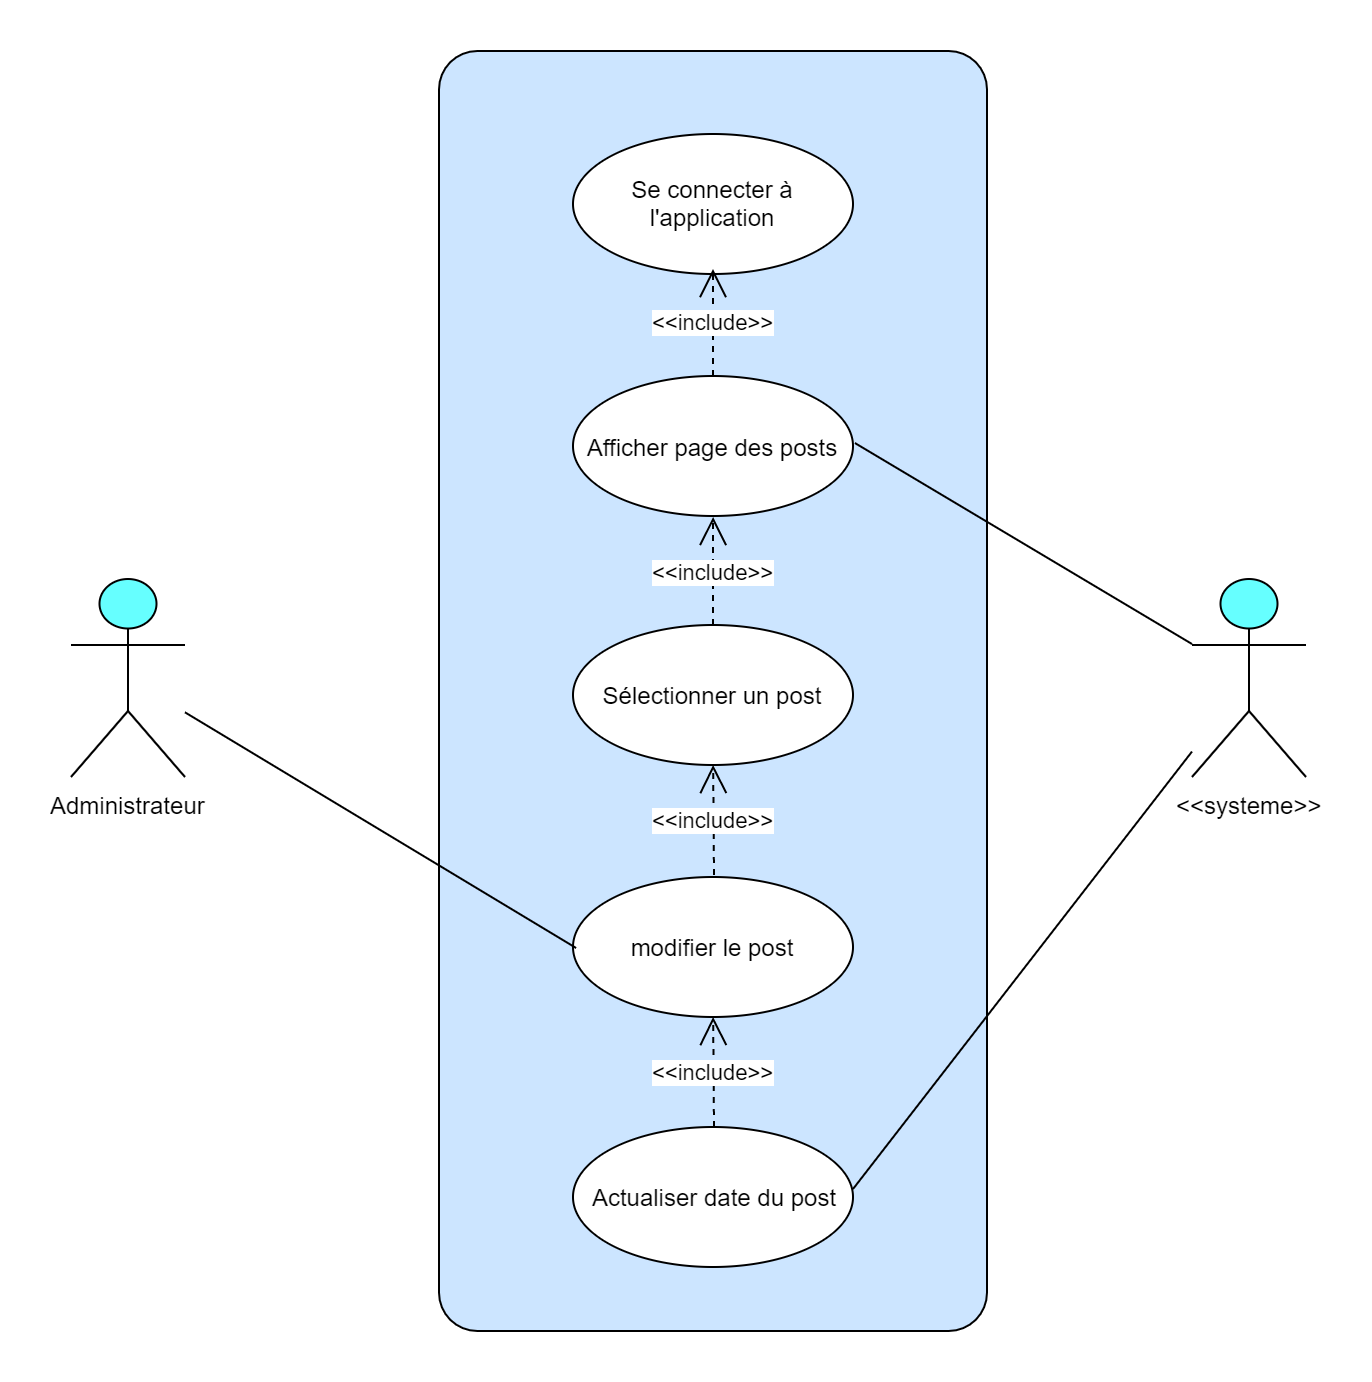 Se connecter à
l'application
<<include>>
Afficher page des posts
<<include>>
Sélectionner un post
Administrateur
<<systeme>>
<<include>>
modifier le post
<<include>>
Actualiser date du post